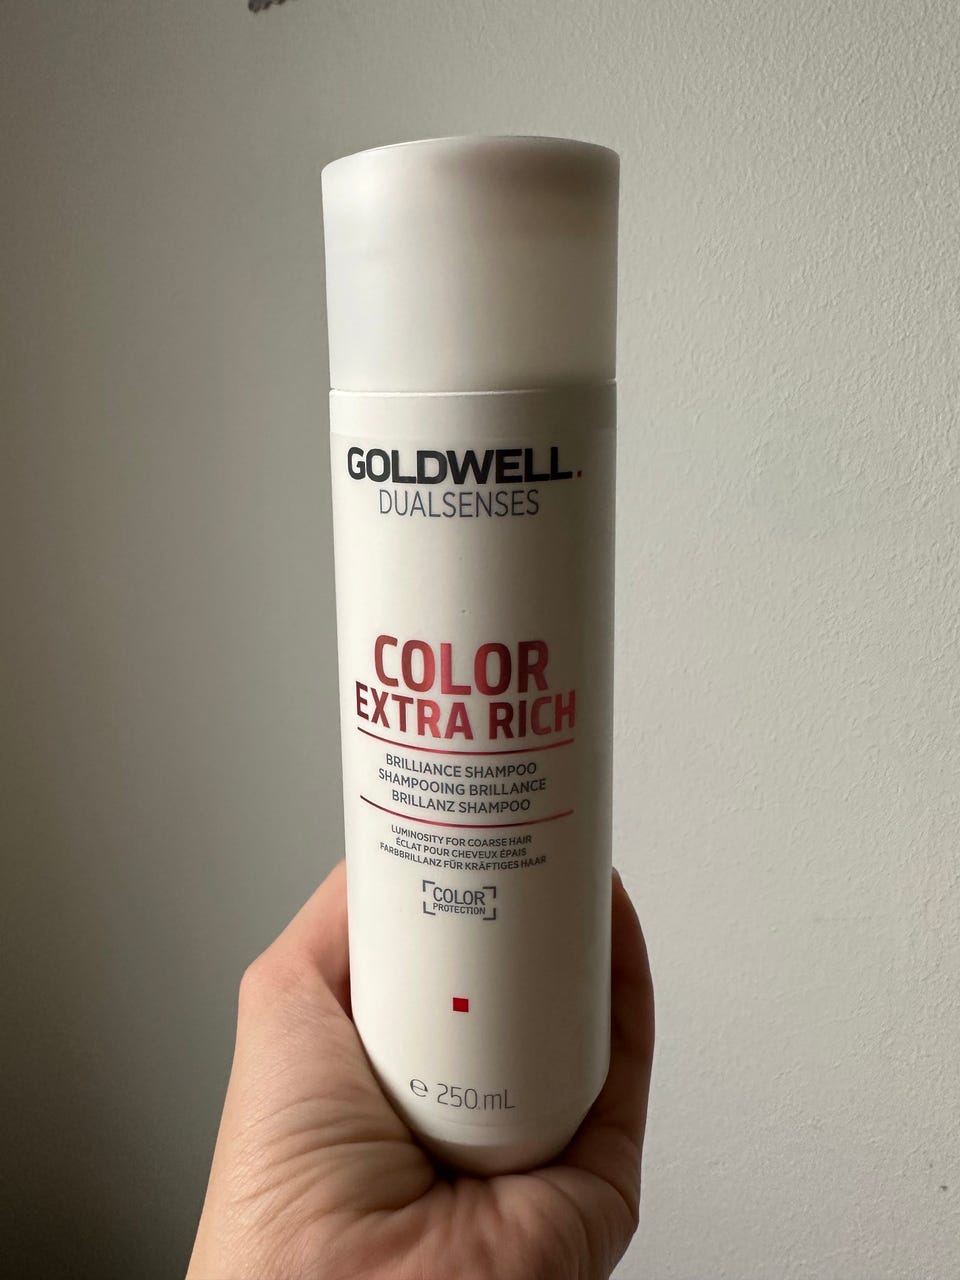 GOLDWELL.
DUALSENSES
COLOR
EXTRA RICH
BRILLIANCE SHAMPOO
SHAMPOOING BRILLANCE
BRILLANZ SHAMPOO
LUMINOSITY FOR COARSE HAIR
ÉCLAT POUR CHEVEUX ÉPAIS
FARBBRILLANZ FÜR KRÄFTIGES HAAR
COLOR
PROTECTION
℮ 250 mL